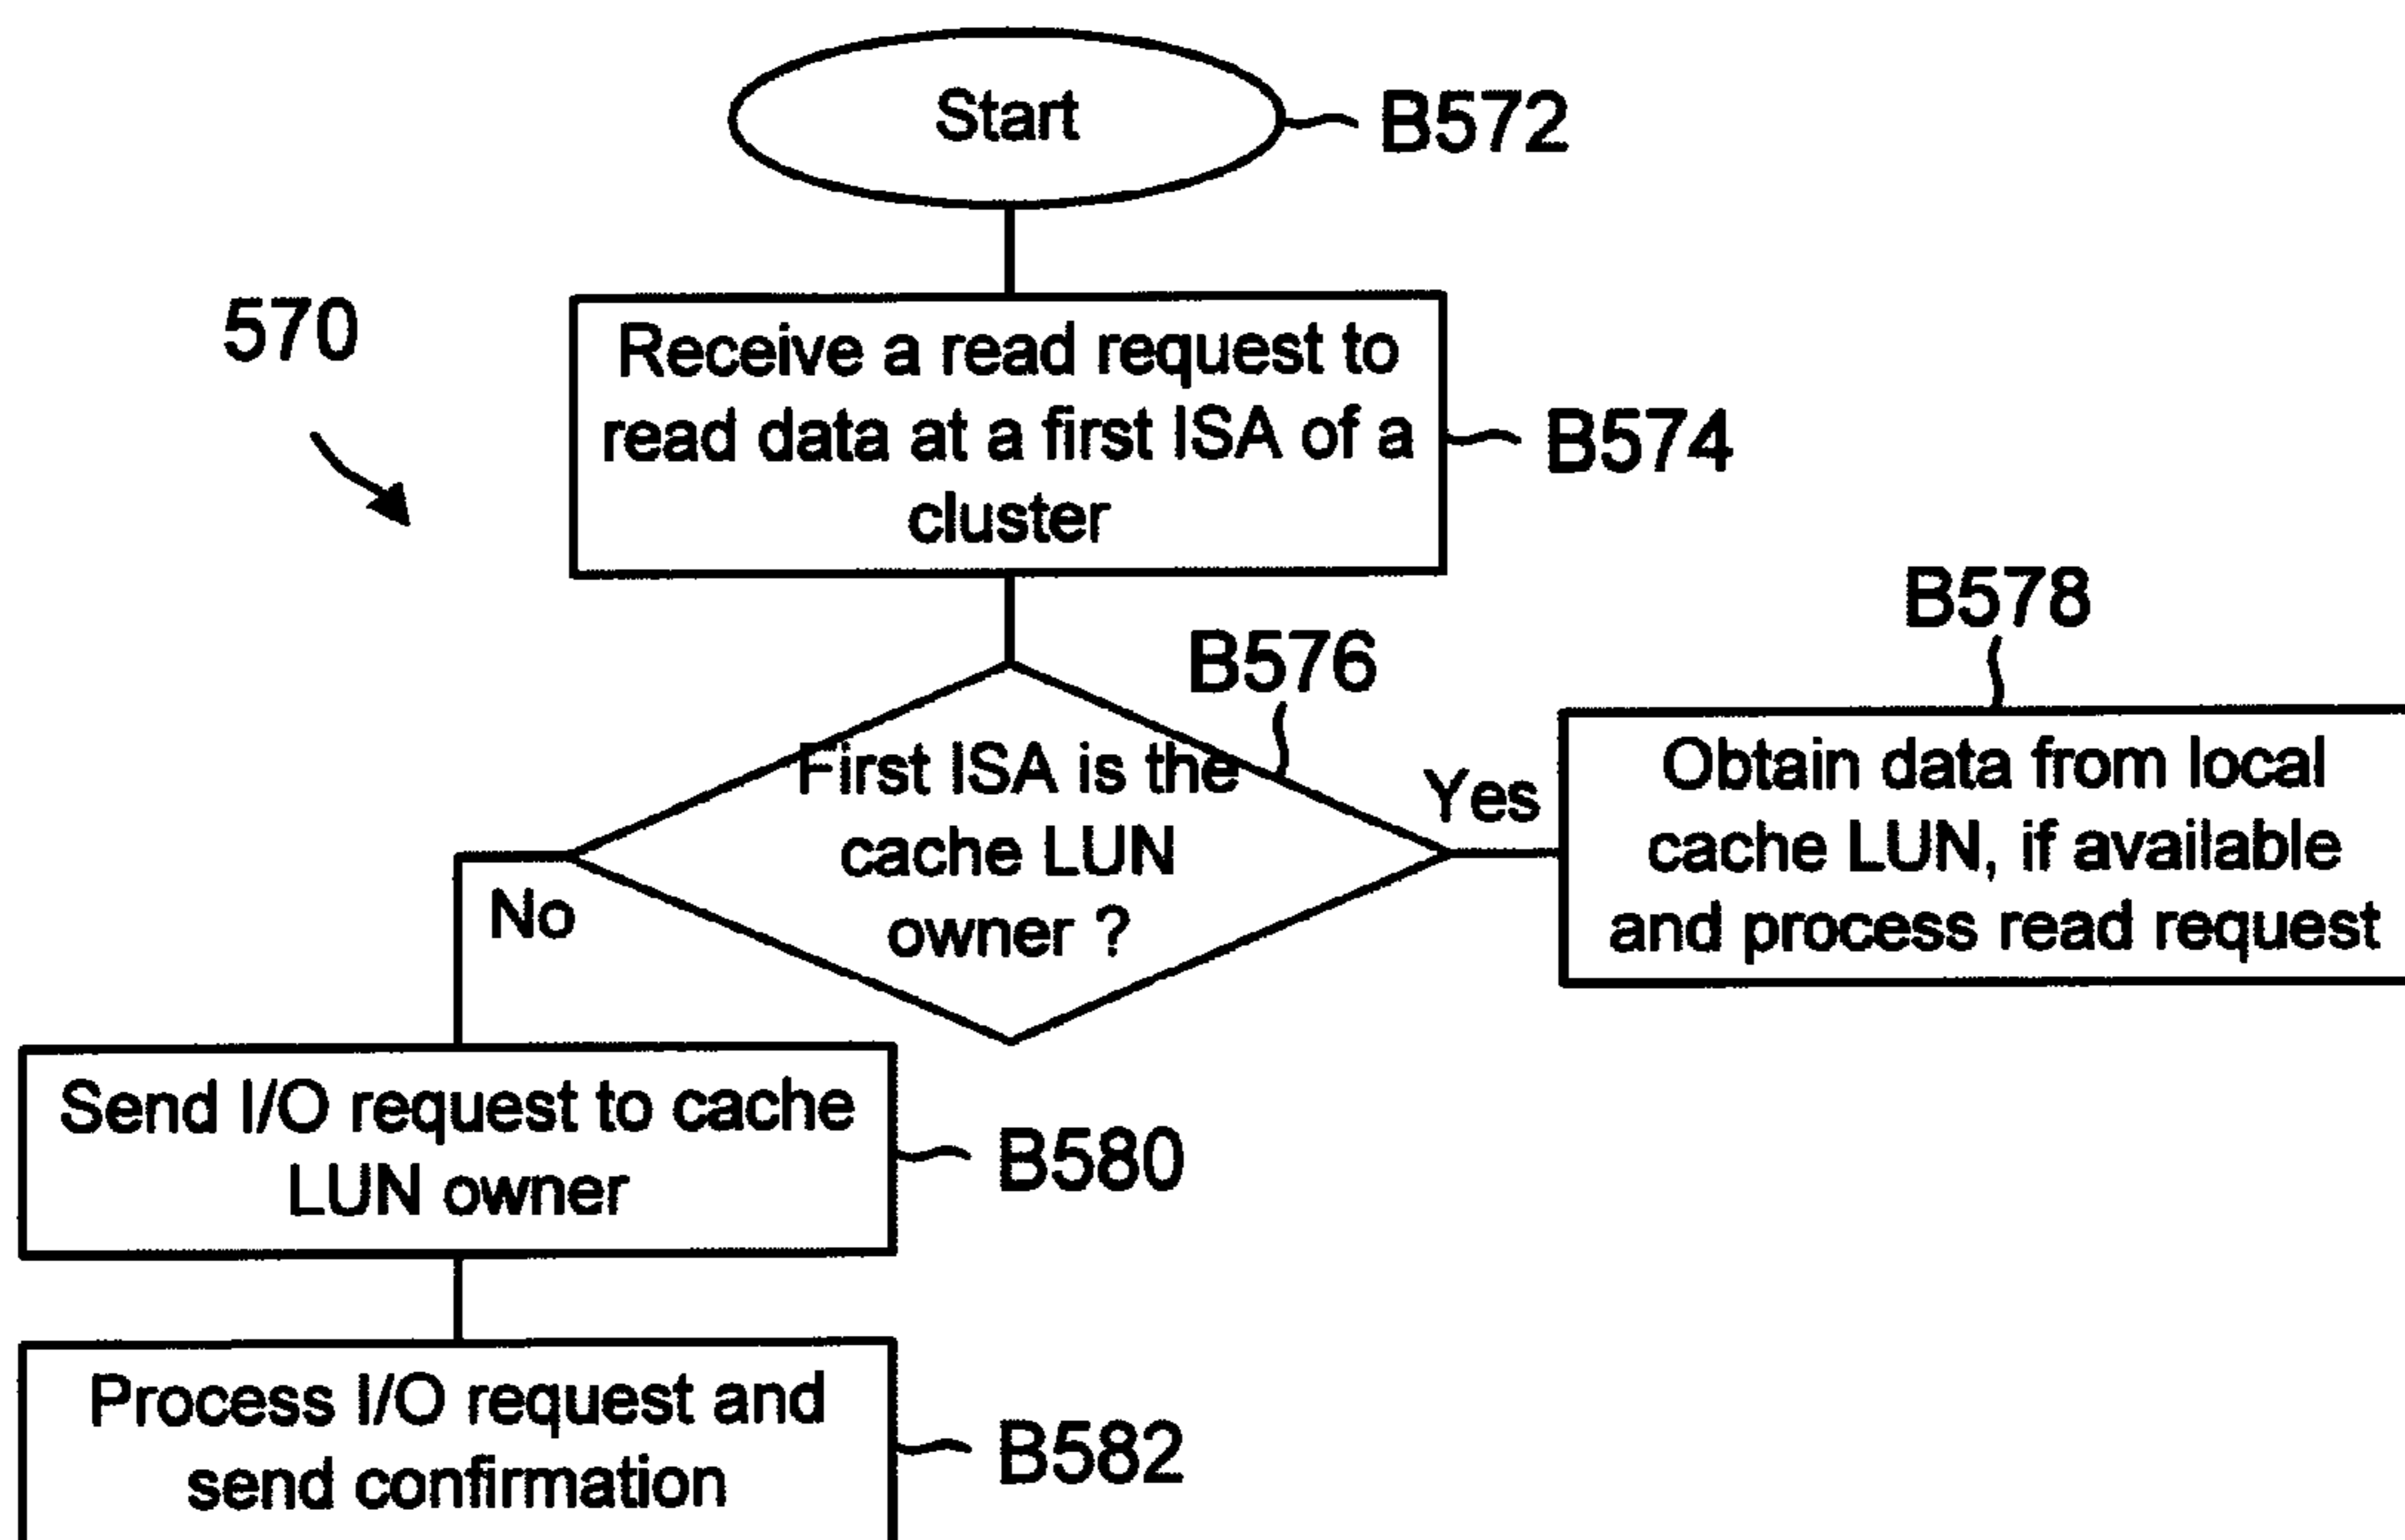 Start
B572
570
Receive a read request to
read data at a first ISA of a
cluster
B574
B576
First ISA is the
cache LUN
owner ?
Yes
No
B578
Obtain data from local
cache LUN, if available
and process read request
Send I/O request to cache
LUN owner
B580
Process I/O request and
send confirmation
B582